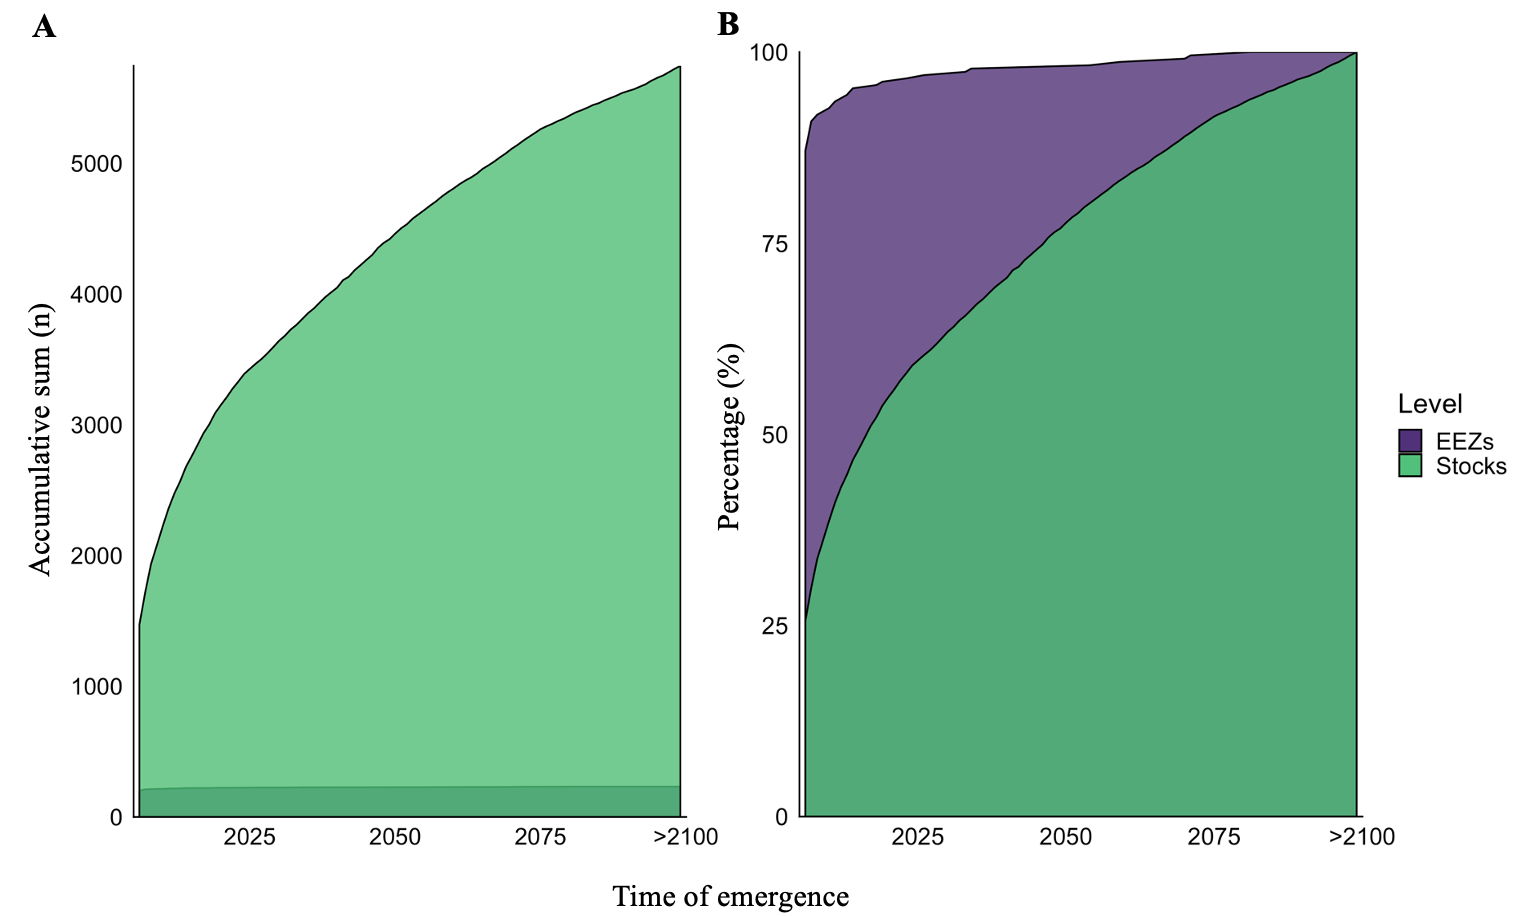 A
Accumulative sum (n)
5000
4000
3000
2000
1000
0
2025 2050 2075 >2100
B
Percentage (%)
100
75
50
25
0
2025 2050 2075 >2100
Level
EEZs
Stocks
Time of emergence